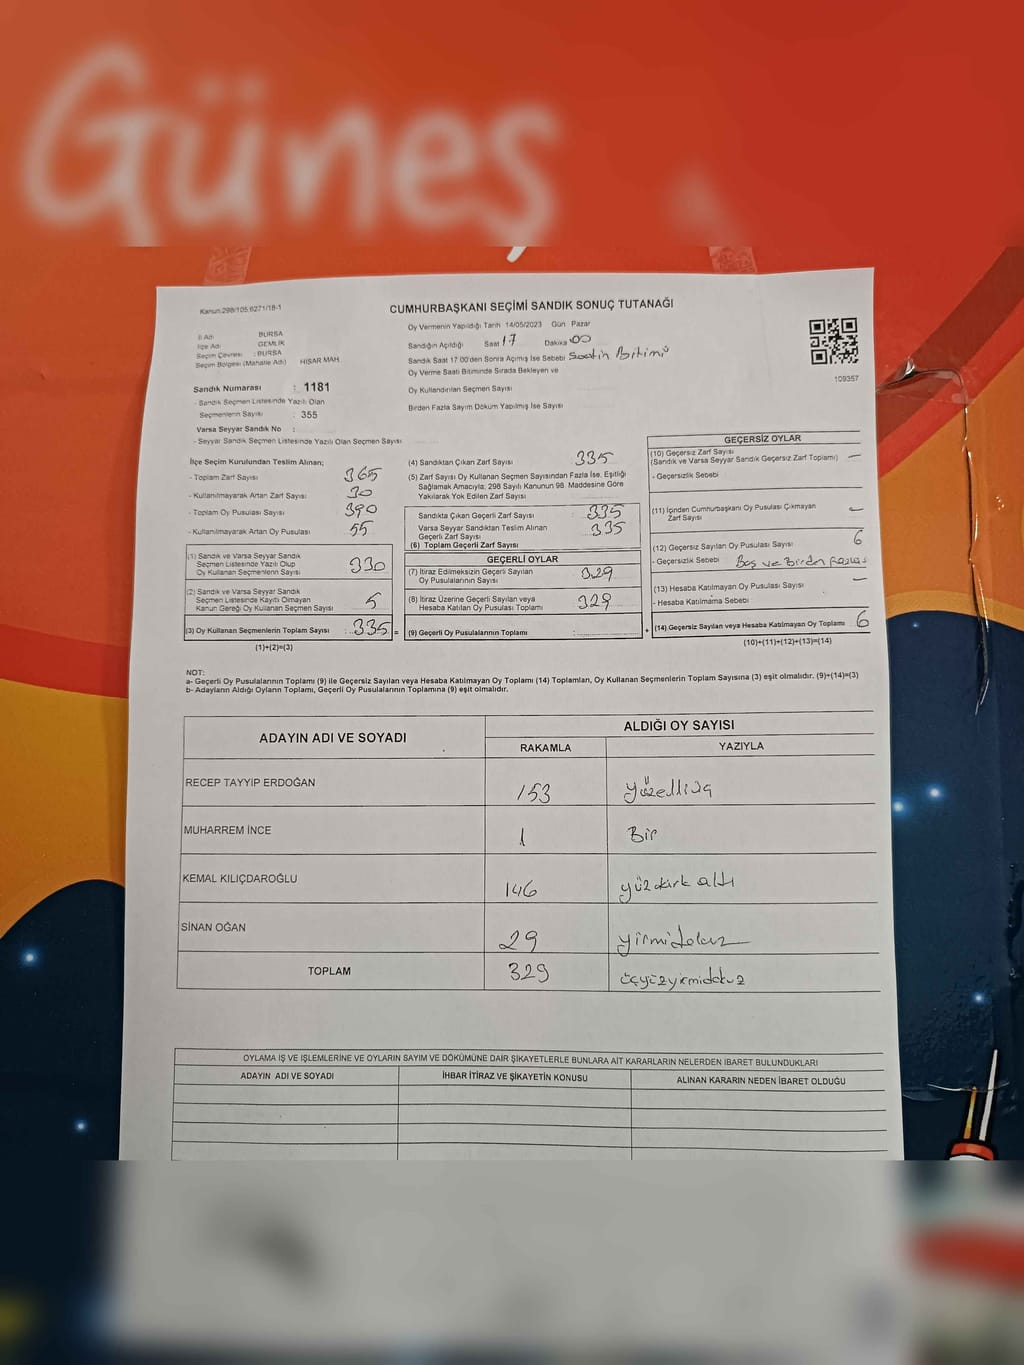 Güneş
Kanun:298/105;6271/18-1
CUMHURBAŞKANI SEÇİMİ SANDIK SONUÇ TUTANAĞI
Oy Vermenin Yapıldığı Tarih 14/05/2023 Gün Pazar
İl Adı BURSA
İlçe Adı GEMLİK
Seçim Çevresi : BURSA
Seçim Bölgesi (Mahalle Adı) HİSAR MAH.
Sandığın Açıldığı Saat 17 Dakika 00
Sandık Saat 17.00'den Sonra Açımış İse Sebebi Saatin Bitimi
Oy Verme Saati Bitiminde Sırada Bekleyen ve
Oy Kullandırılan Seçmen Sayısı
Birden Fazla Sayım Döküm Yapılmış İse Sayısı
109357
Sandık Numarası : 1181
- Sandık Seçmen Listesinde Yazılı Olan
Seçmenlerin Sayısı : 355
Varsa Seyyar Sandık No :
- Seyyar Sandık Seçmen Listesinde Yazılı Olan Seçmen Sayısı
İlçe Seçim Kurulundan Teslim Alınan;
- Toplam Zarf Sayısı 365
- Kullanılmayarak Artan Zarf Sayısı 30
- Toplam Oy Pusulası Sayısı 390
- Kullanılmayarak Artan Oy Pusulası 55
(1) Sandık ve Varsa Seyyar Sandık
Seçmen Listesinde Yazılı Olup
Oy Kullanan Seçmenlerin Sayısı 330
(2) Sandık ve Varsa Seyyar Sandık
Seçmen Listesinde Kayıtlı Olmayan
Kanun Gereği Oy Kullanan Seçmen Sayısı 5
(3) Oy Kullanan Seçmenlerin Toplam Sayısı : 335 =
(1)+(2)=(3)
(4) Sandıktan Çıkan Zarf Sayısı 335
(5) Zarf Sayısı Oy Kullanan Seçmen Sayısından Fazla İse, Eşitliği
Sağlamak Amacıyla; 298 Sayılı Kanunun 98. Maddesine Göre
Yakılarak Yok Edilen Zarf Sayısı
Sandıkta Çıkan Geçerli Zarf Sayısı : 335
Varsa Seyyar Sandıktan Teslim Alınan
Geçerli Zarf Sayısı 335
(6) Toplam Geçerli Zarf Sayısı
GEÇERLİ OYLAR
(7) İtiraz Edilmeksizin Geçerli Sayılan
Oy Pusulalarının Sayısı 329
(8) İtiraz Üzerine Geçerli Sayılan veya
Hesaba Katılan Oy Pusulası Toplamı 329
(9) Geçerli Oy Pusulalarının Toplamı : +
GEÇERSİZ OYLAR
(10) Geçersiz Zarf Sayısı
(Sandık ve Varsa Seyyar Sandık Geçersiz Zarf Toplamı) —
- Geçersizlik Sebebi
(11) İçinden Cumhurbaşkanı Oy Pusulası Çıkmayan
Zarf Sayısı —
(12) Geçersiz Sayılan Oy Pusulası Sayısı 6
- Geçersizlik Sebebi Boş ve Birden Fazlası
(13) Hesaba Katılmayan Oy Pusulası Sayısı —
- Hesaba Katılmama Sebebi
(14) Geçersiz Sayılan veya Hesaba Katılmayan Oy Toplamı 6
(10)+(11)+(12)+(13)=(14)
NOT:
a- Geçerli Oy Pusulalarının Toplamı (9) ile Geçersiz Sayılan veya Hesaba Katılmayan Oy Toplamı (14) Toplamları, Oy Kullanan Seçmenlerin Toplam Sayısına (3) eşit olmalıdır. (9)+(14)=(3)
b- Adayların Aldığı Oyların Toplamı, Geçerli Oy Pusulalarının Toplamına (9) eşit olmalıdır.
ADAYIN ADI VE SOYADI
ALDIĞI OY SAYISI
RAKAMLA YAZIYLA
RECEP TAYYİP ERDOĞAN 153 yüzelliüç
MUHARREM İNCE 1 Bir
KEMAL KILIÇDAROĞLU 146 yüzkırk altı
SİNAN OĞAN 29 yirmidokuz
TOPLAM 329 üçyüzyirmidokuz
OYLAMA İŞ VE İŞLEMLERİNE VE OYLARIN SAYIM VE DÖKÜMÜNE DAİR ŞİKAYETLERLE BUNLARA AİT KARARLARIN NELERDEN İBARET BULUNDUKLARI
ADAYIN ADI VE SOYADI İHBAR İTİRAZ VE ŞİKAYETİN KONUSU ALINAN KARARIN NEDEN İBARET OLDUĞU